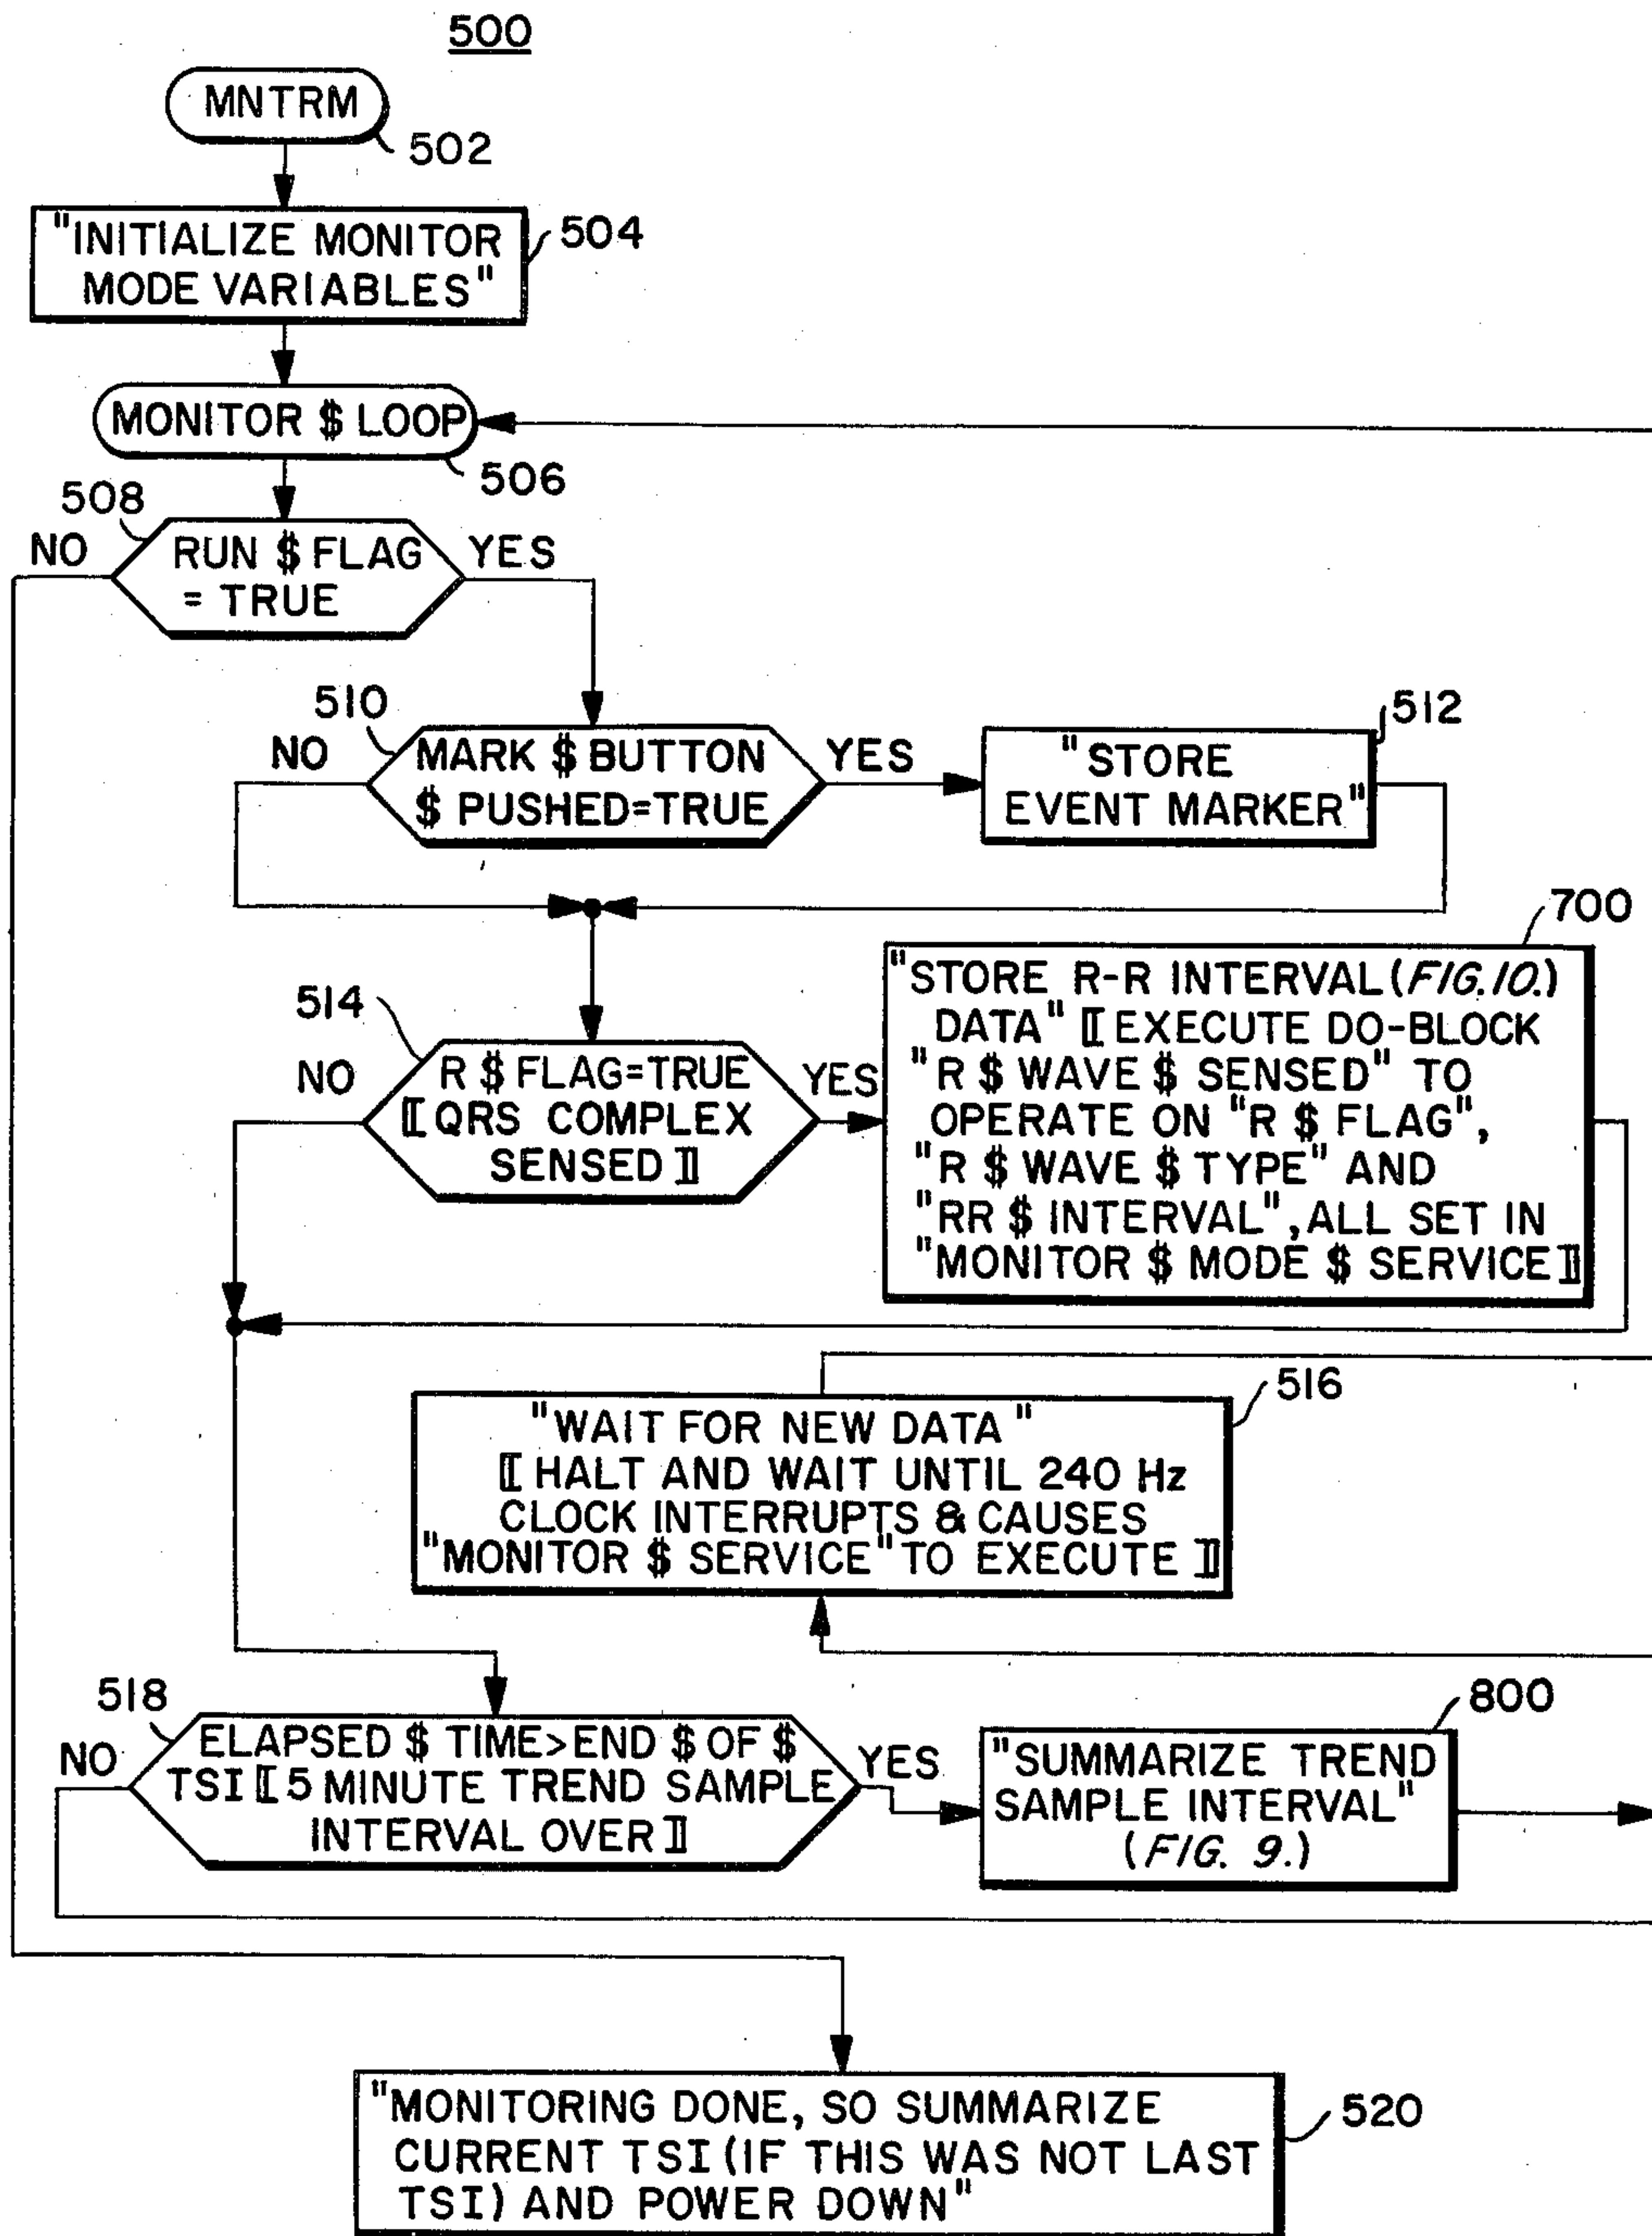 500
MNTRM
502
"INITIALIZE MONITOR
MODE VARIABLES"
504
MONITOR $ LOOP
506
508
NO
RUN $ FLAG
= TRUE
YES
510
NO
MARK $ BUTTON
$ PUSHED=TRUE
YES
"STORE
EVENT MARKER"
512
514
NO
R $ FLAG=TRUE
[[QRS COMPLEX
SENSED]]
YES
700
"STORE R-R INTERVAL (FIG. 10.)
DATA" [[EXECUTE DO-BLOCK
"R $ WAVE $ SENSED" TO
OPERATE ON "R $ FLAG",
"R $ WAVE $ TYPE" AND
"RR $ INTERVAL", ALL SET IN
"MONITOR $ MODE $ SERVICE]]
516
"WAIT FOR NEW DATA"
[[HALT AND WAIT UNTIL 240 Hz
CLOCK INTERRUPTS & CAUSES
"MONITOR $ SERVICE" TO EXECUTE]]
518
NO
ELAPSED $ TIME>END $ OF $
TSI [[5 MINUTE TREND SAMPLE
INTERVAL OVER]]
YES
800
"SUMMARIZE TREND
SAMPLE INTERVAL"
(FIG. 9.)
"MONITORING DONE, SO SUMMARIZE
CURRENT TSI (IF THIS WAS NOT LAST
TSI) AND POWER DOWN"
520